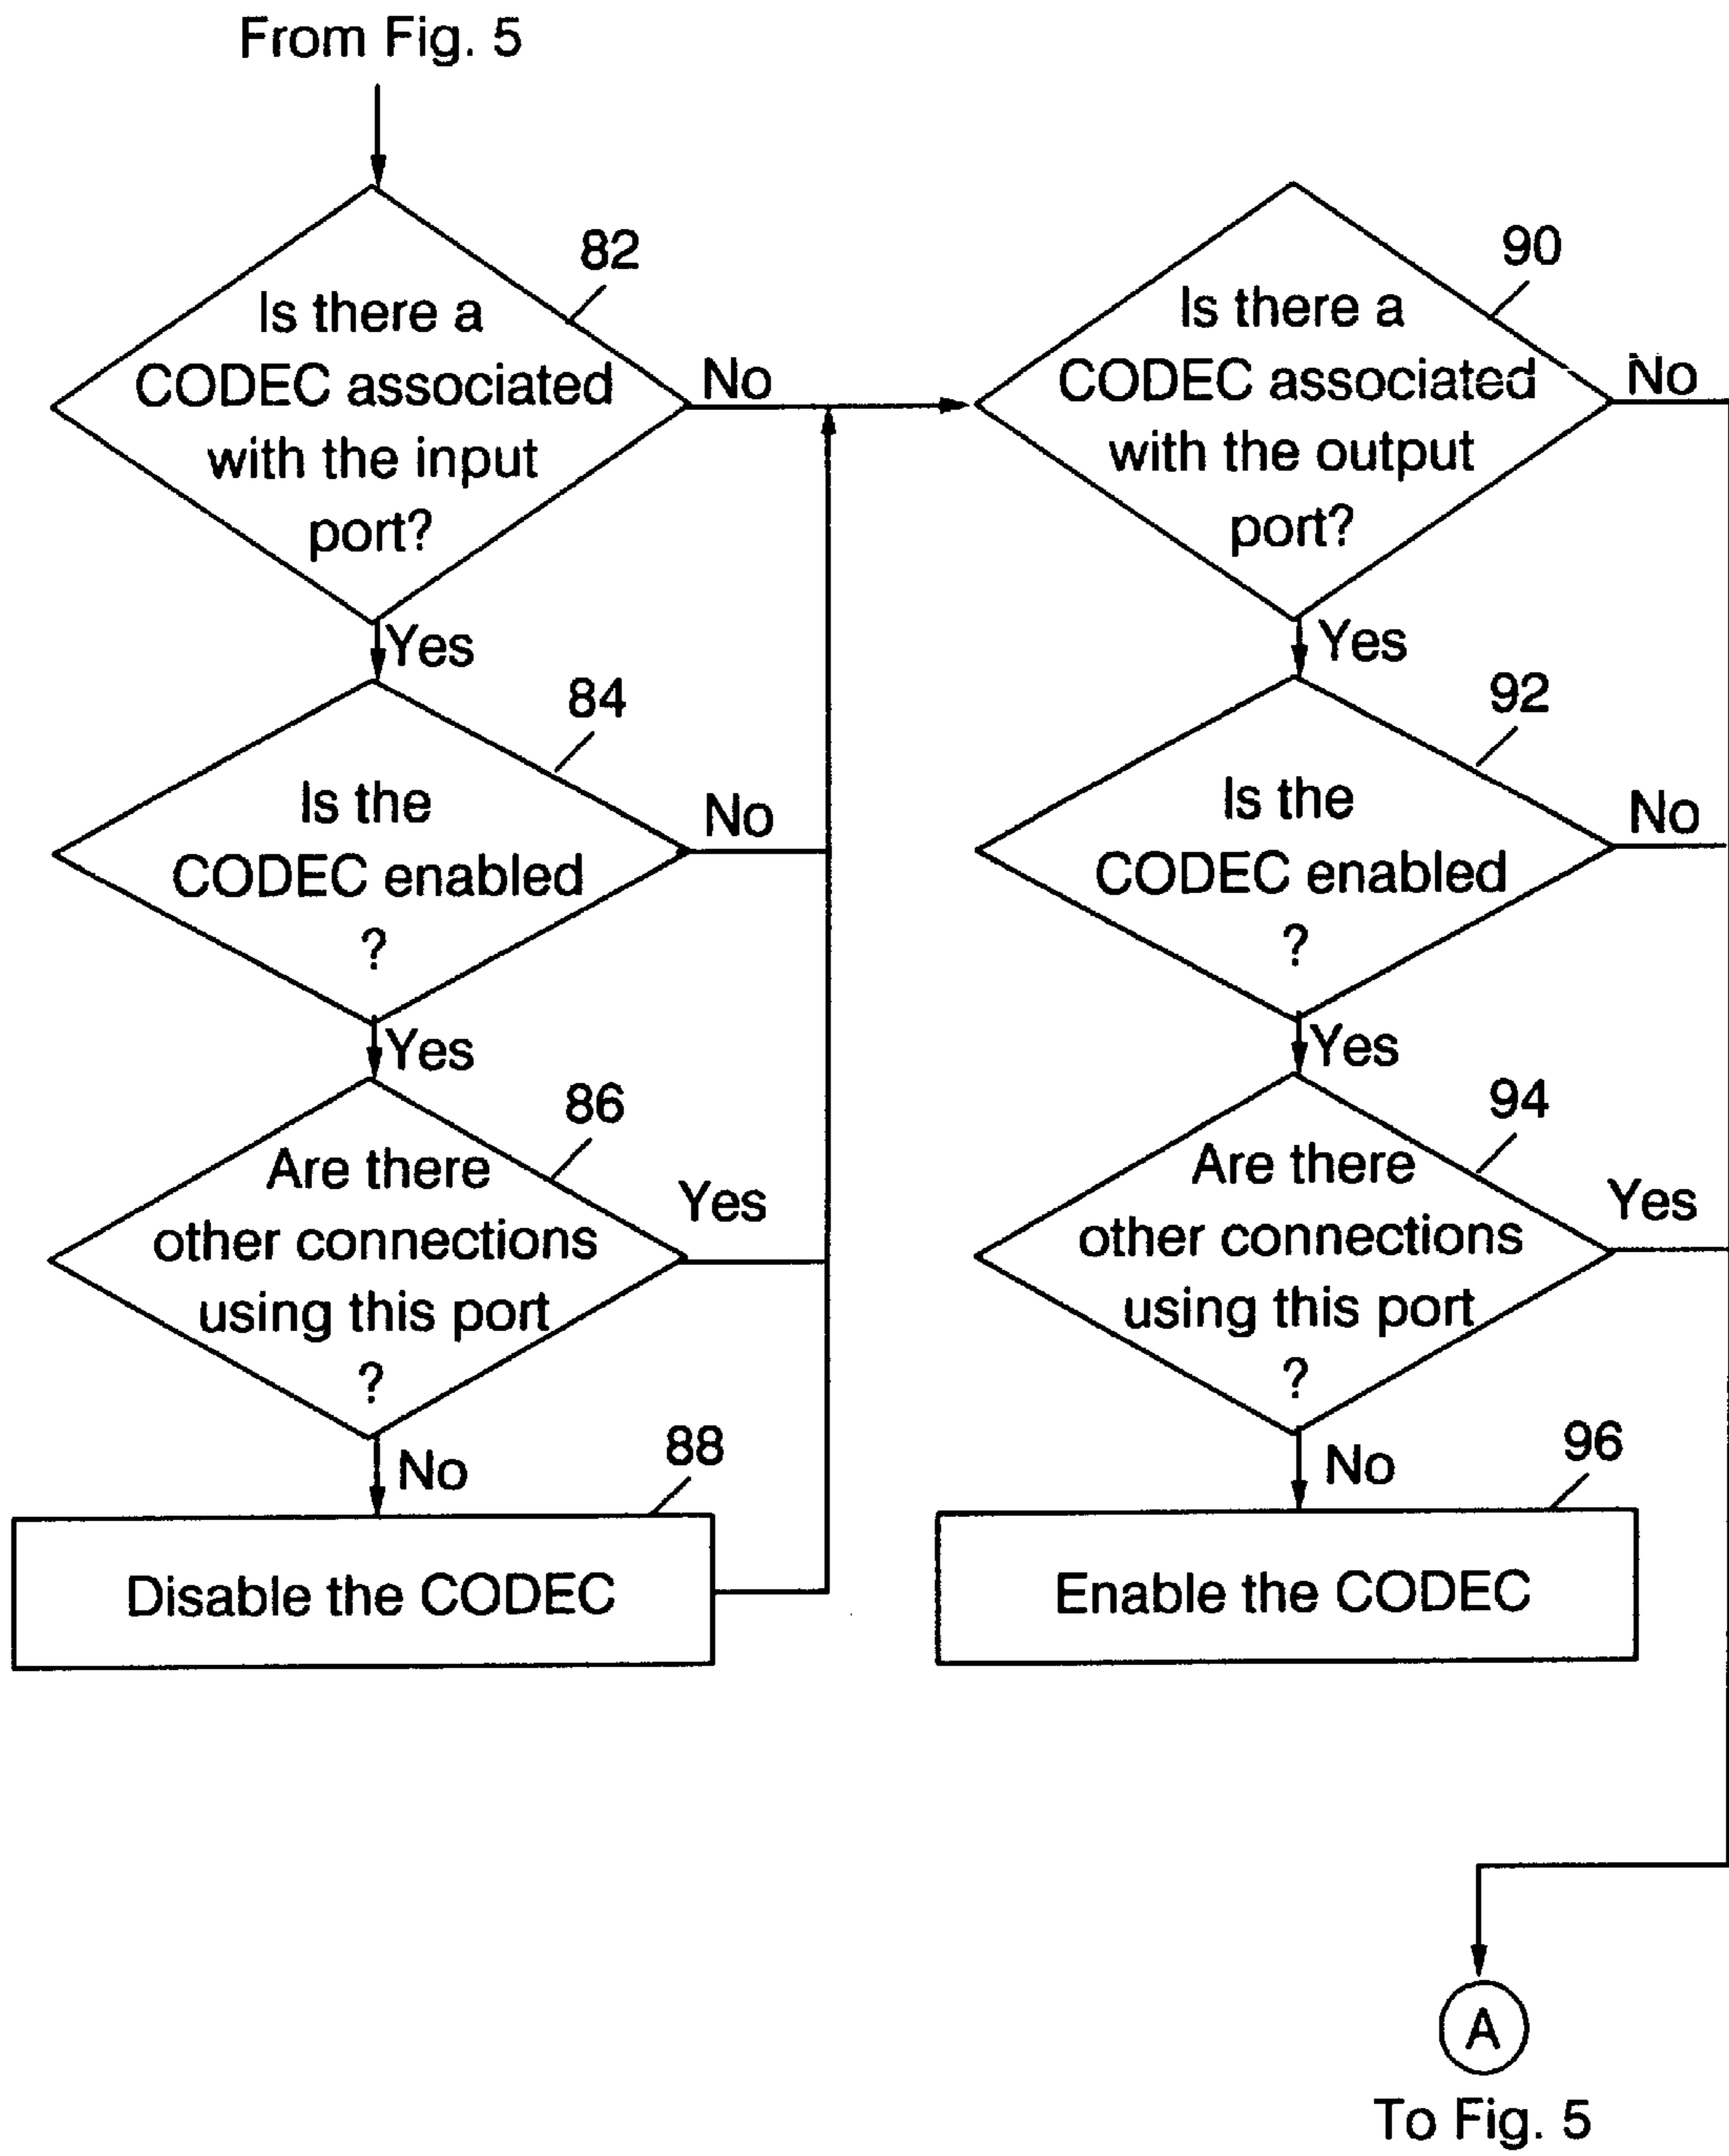 From Fig. 5
82
Is there a
CODEC associated
with the input
port?
No
Yes
84
Is the
CODEC enabled
?
No
Yes
86
Are there
other connections
using this port
?
Yes
No
88
Disable the CODEC
90
Is there a
CODEC associated
with the output
port?
No
Yes
92
Is the
CODEC enabled
?
No
Yes
94
Are there
other connections
using this port
?
Yes
No
96
Enable the CODEC
A
To Fig. 5